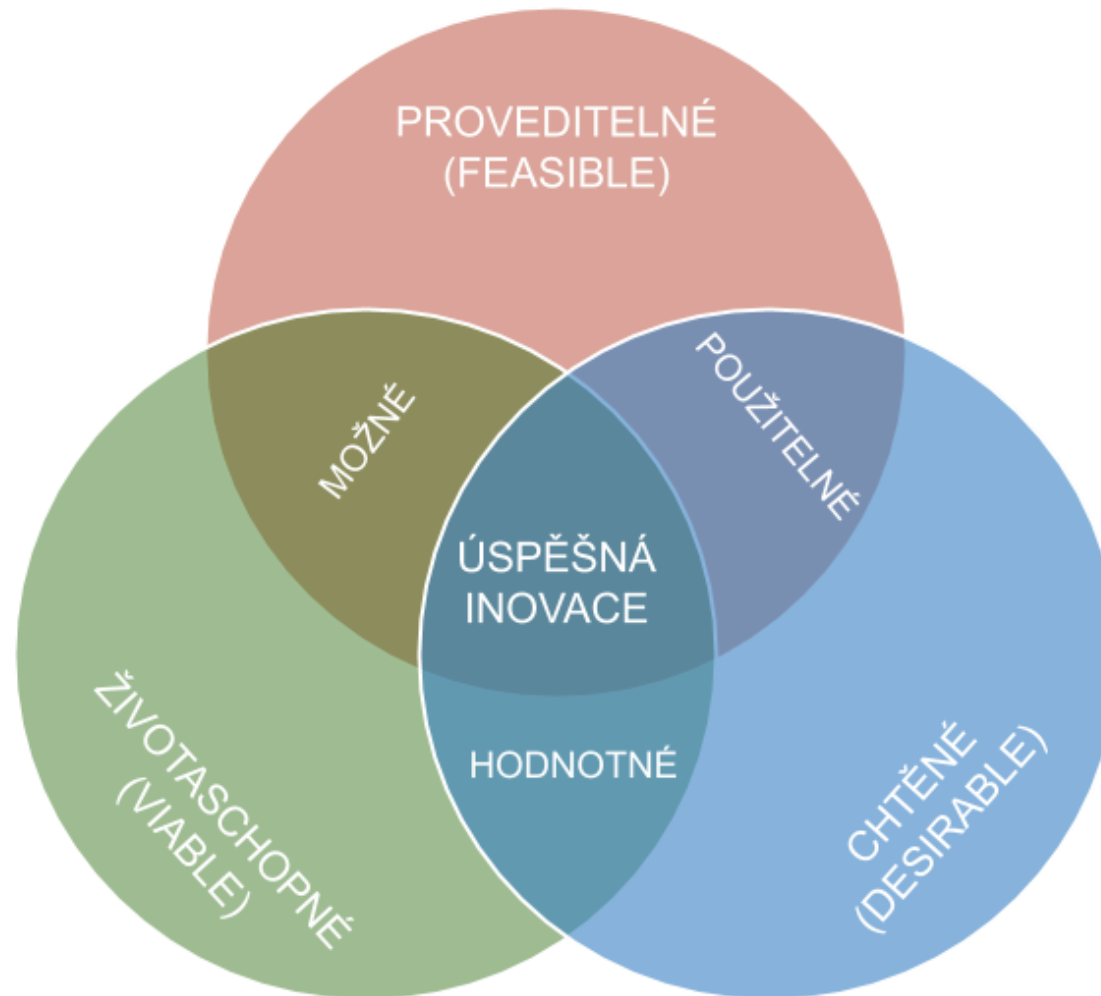 PROVEDITELNÉ
(FEASIBLE)
MOŽNÉ
POUŽITELNÉ
ÚSPĚŠNÁ
INOVACE
HODNOTNÉ
ŽIVOTASCHOPNÉ
(VIABLE)
CHTĚNÉ
(DESIRABLE)